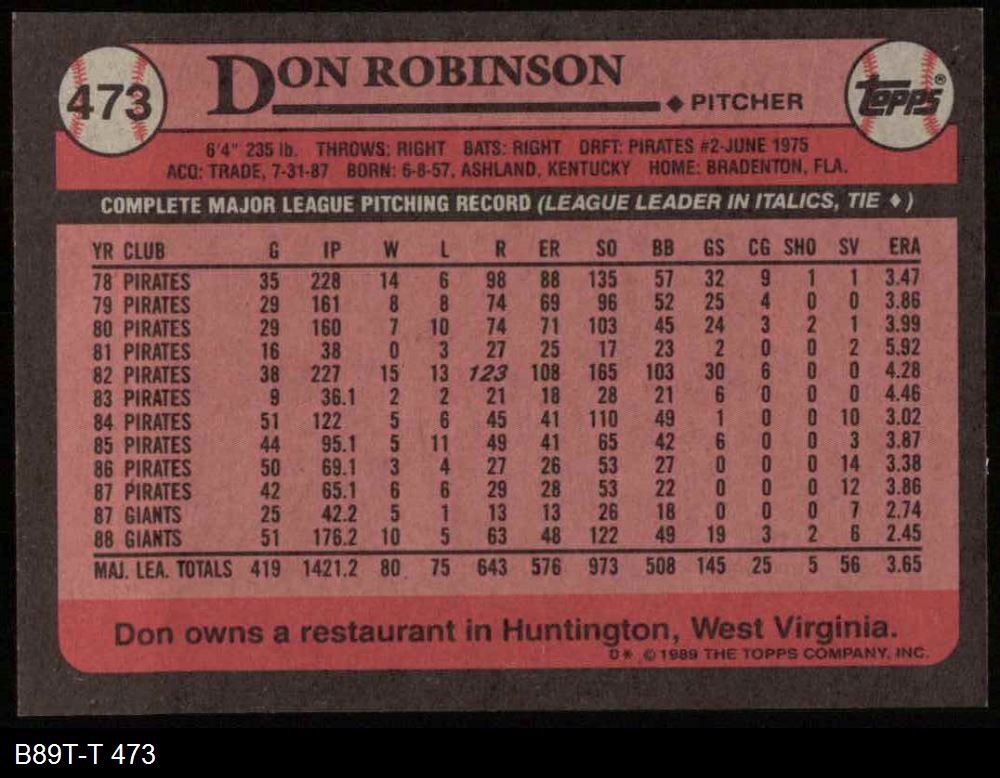 473
DON ROBINSON
◆ PITCHER
Topps®
6'4" 235 lb. THROWS: RIGHT BATS: RIGHT DRFT: PIRATES #2-JUNE 1975
ACQ: TRADE, 7-31-87 BORN: 6-8-57, ASHLAND, KENTUCKY HOME: BRADENTON, FLA.
COMPLETE MAJOR LEAGUE PITCHING RECORD (LEAGUE LEADER IN ITALICS, TIE ♦)
YR CLUB G IP W L R ER SO BB GS CG SHO SV ERA
78 PIRATES 35 228 14 6 98 88 135 57 32 9 1 1 3.47
79 PIRATES 29 161 8 8 74 69 96 52 25 4 0 0 3.86
80 PIRATES 29 160 7 10 74 71 103 45 24 3 2 1 3.99
81 PIRATES 16 38 0 3 27 25 17 23 2 0 0 2 5.92
82 PIRATES 38 227 15 13 123 108 165 103 30 6 0 0 4.28
83 PIRATES 9 36.1 2 2 21 18 28 21 6 0 0 0 4.46
84 PIRATES 51 122 5 6 45 41 110 49 1 0 0 10 3.02
85 PIRATES 44 95.1 5 11 49 41 65 42 6 0 0 3 3.87
86 PIRATES 50 69.1 3 4 27 26 53 27 0 0 0 14 3.38
87 PIRATES 42 65.1 6 6 29 28 53 22 0 0 0 12 3.86
87 GIANTS 25 42.2 5 1 13 13 26 18 0 0 0 7 2.74
88 GIANTS 51 176.2 10 5 63 48 122 49 19 3 2 6 2.45
MAJ. LEA. TOTALS 419 1421.2 80 75 643 576 973 508 145 25 5 56 3.65
Don owns a restaurant in Huntington, West Virginia.
D* © 1989 THE TOPPS COMPANY, INC.
B89T-T 473